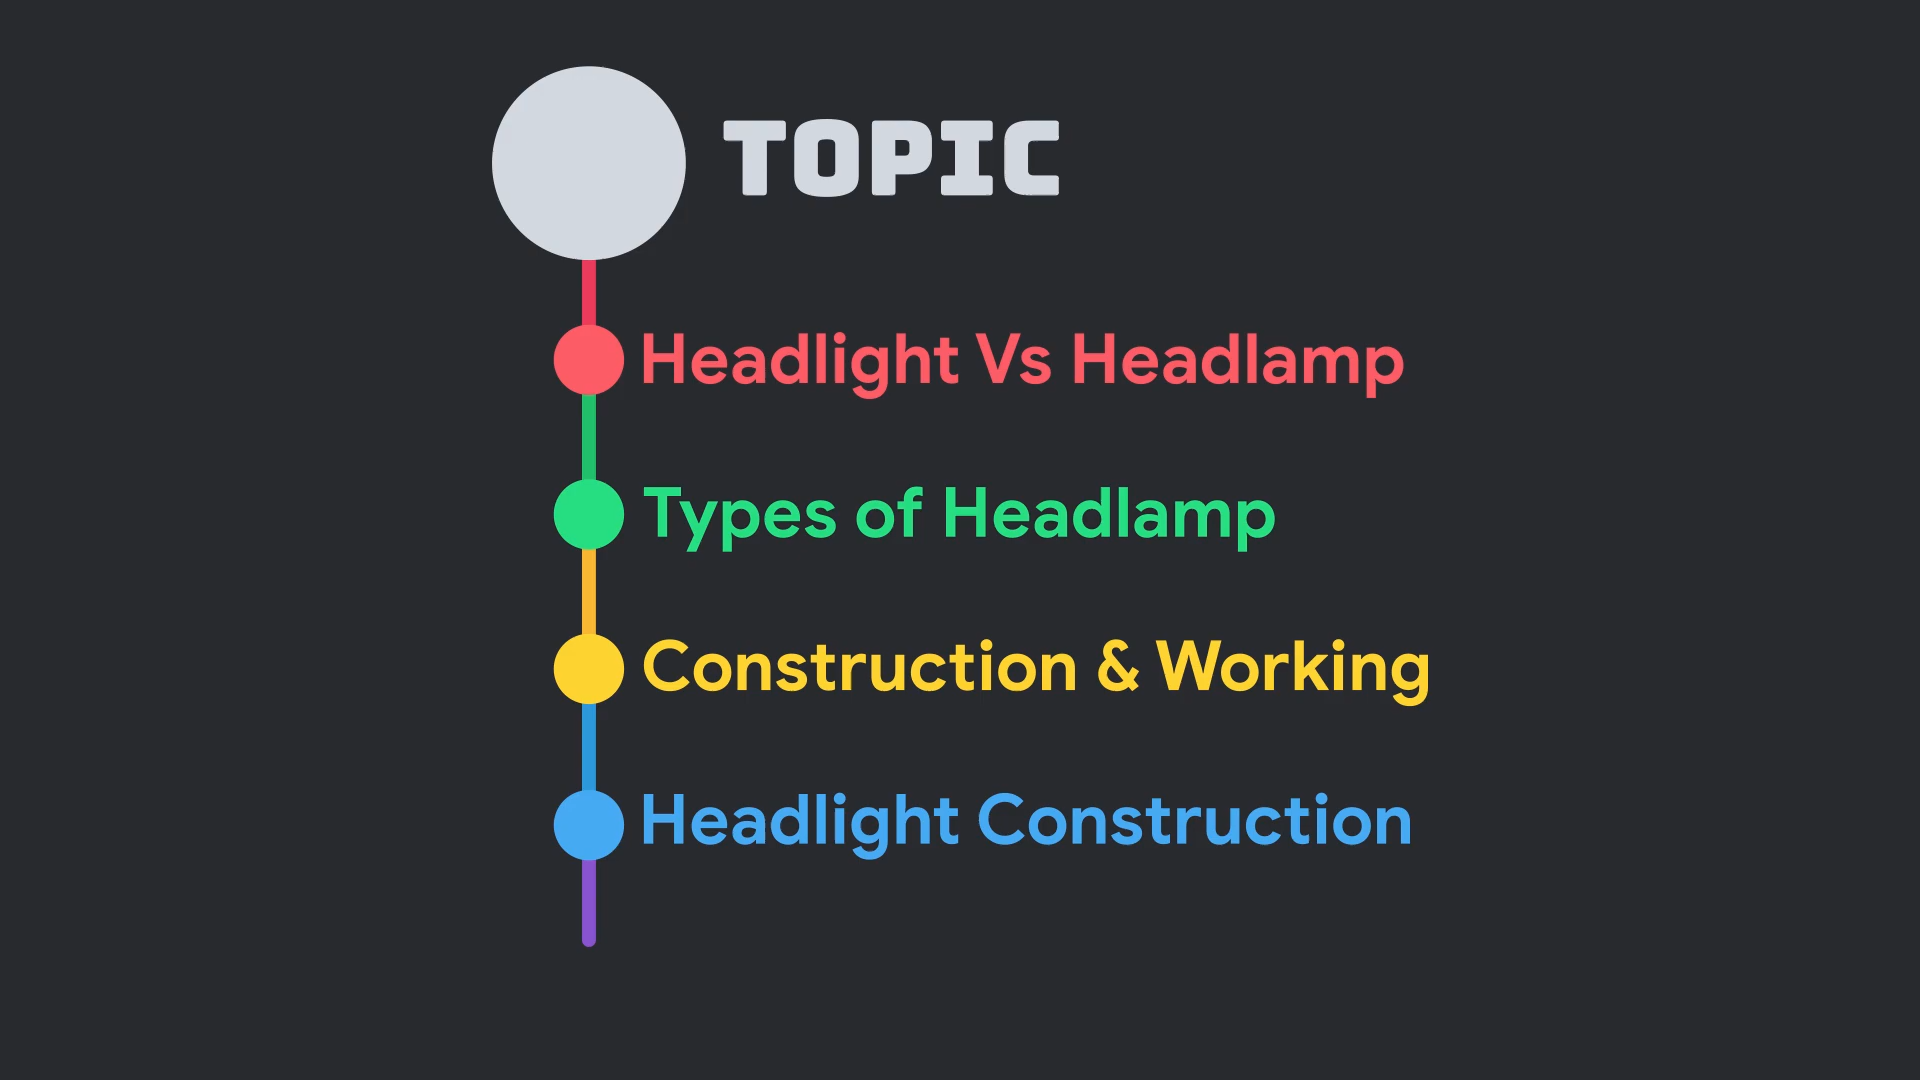 TOPIC
Headlight Vs Headlamp
Types of Headlamp
Construction & Working
Headlight Construction